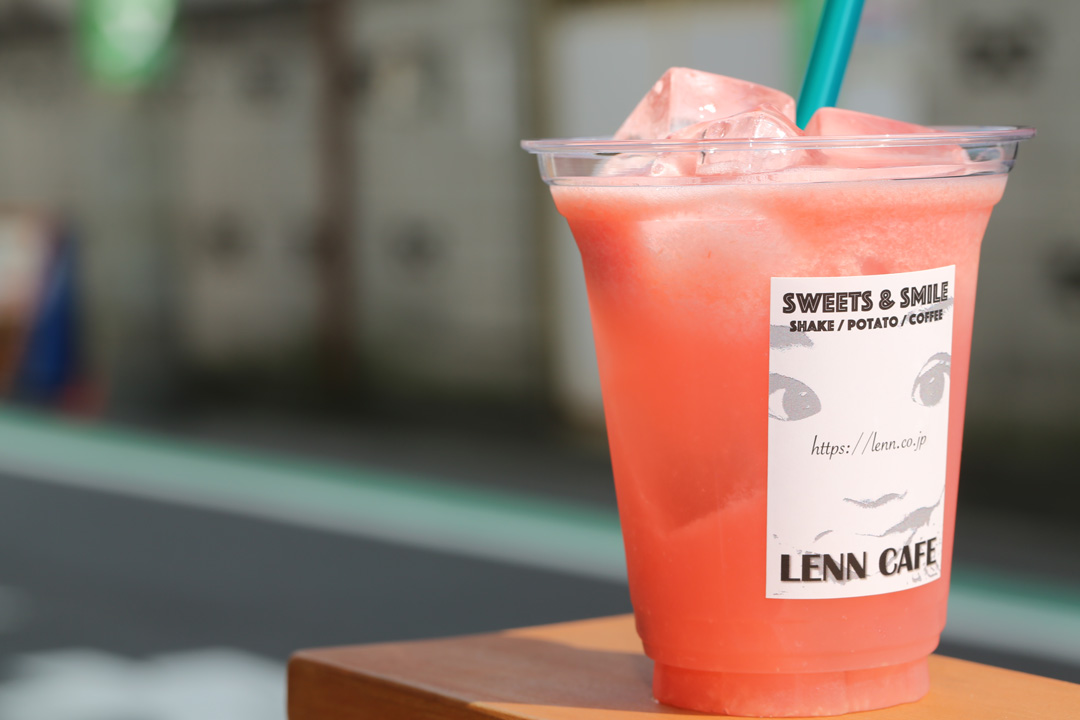 SWEETS & SMILE
SHAKE / POTATO / COFFEE
https://lenn.co.jp
LENN CAFE